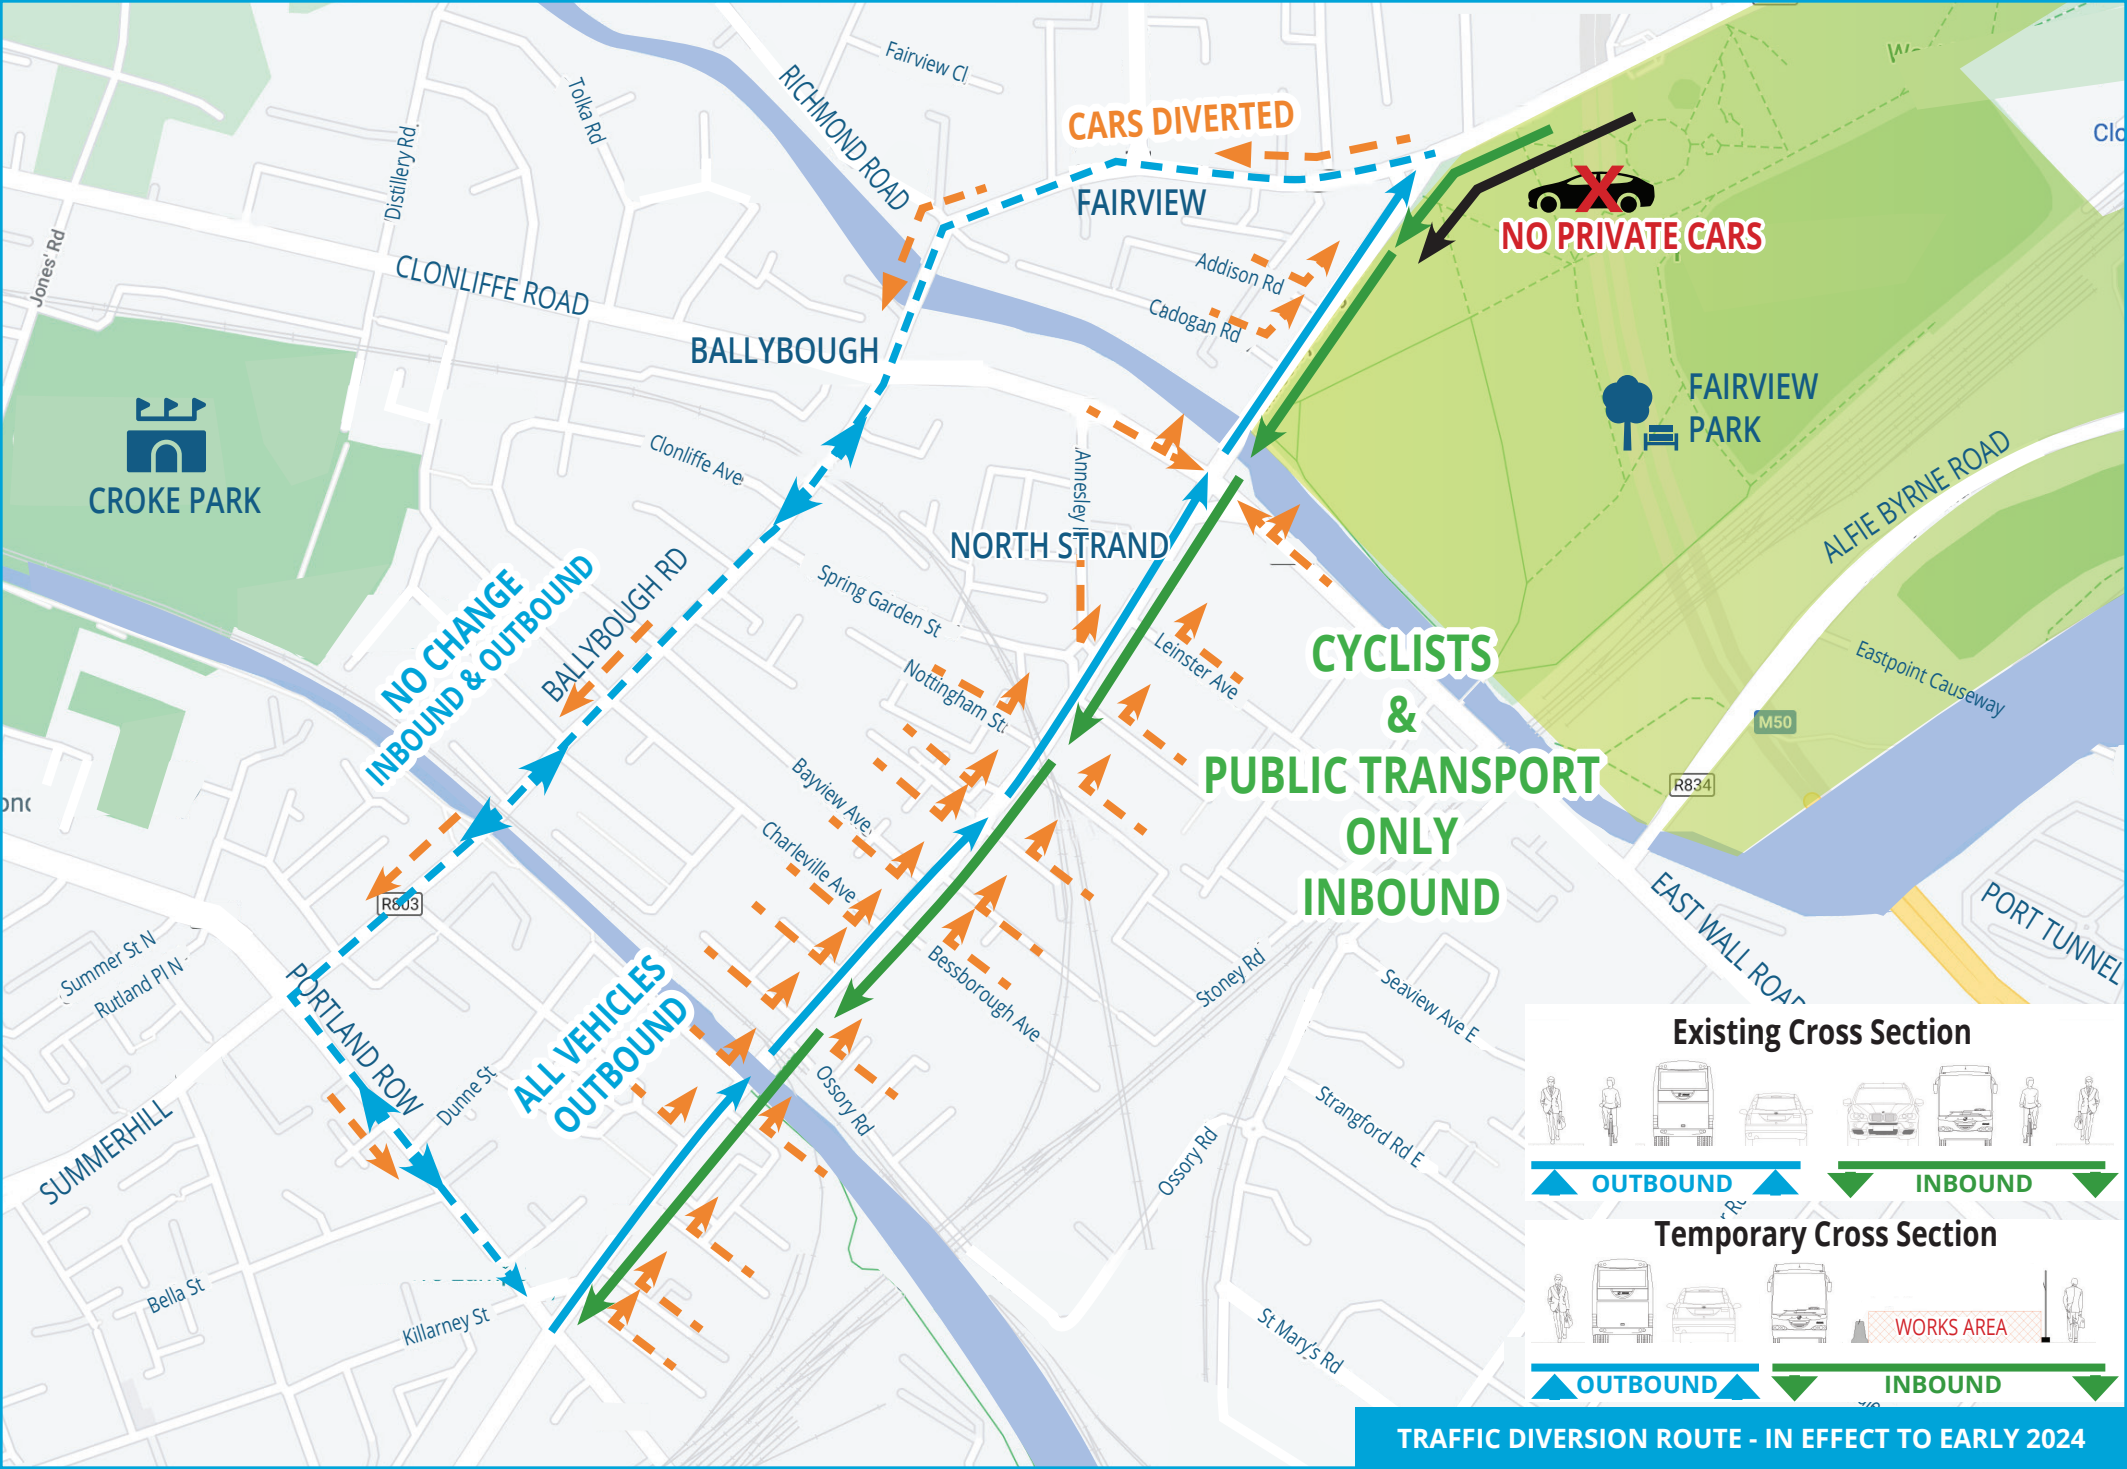 Fairview Cl
RICHMOND ROAD
Tolka Rd
Distillery Rd.
CARS DIVERTED
FAIRVIEW
NO PRIVATE CARS
X
Jones' Rd
CLONLIFFE ROAD
Addison Rd
Cadogan Rd
BALLYBOUGH
FAIRVIEW
PARK
CROKE PARK
Clonliffe Ave
Annesley
ALFIE BYRNE ROAD
NORTH STRAND
NO CHANGE
INBOUND & OUTBOUND
BALLYBOUGH RD
Spring Garden St
Nottingham St
Leinster Ave
CYCLISTS
&
PUBLIC TRANSPORT
ONLY
INBOUND
Eastpoint Causeway
M50
R834
Bayview Ave
Charleville Ave
R803
EAST WALL ROAD
PORT TUNNEL
Summer St N
Rutland Pl N
PORTLAND ROW
ALL VEHICLES
OUTBOUND
Bessborough Ave
Stoney Rd
Seaview Ave E
Dunne St
Ossory Rd
Strangford Rd E
Ossory Rd
SUMMERHILL
Bella St
Killarney St
St Mary's Rd
Existing Cross Section
OUTBOUND
INBOUND
Temporary Cross Section
WORKS AREA
OUTBOUND
INBOUND
TRAFFIC DIVERSION ROUTE - IN EFFECT TO EARLY 2024